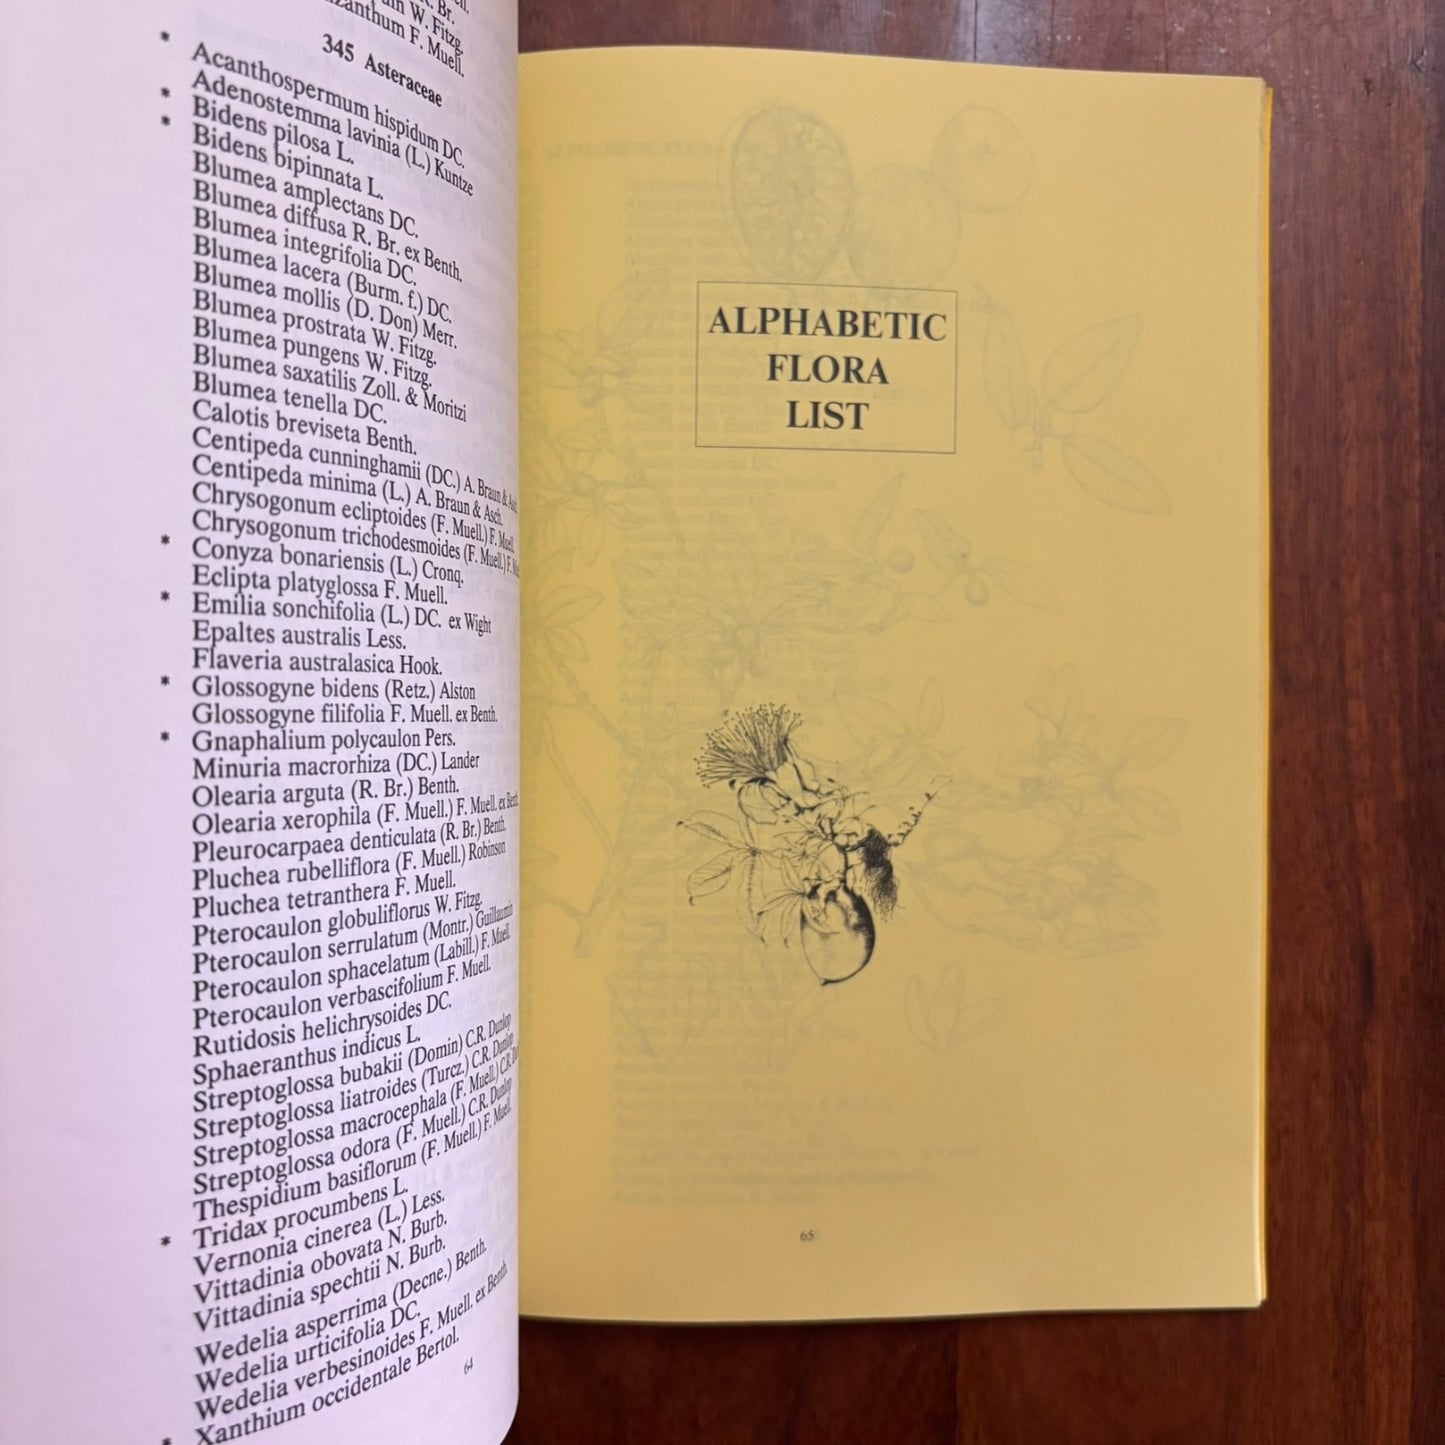 W. Fitzg.
zanthum F. Muell.
345 Asteraceae
* Acanthospermum hispidum DC.
Adenostemma lavinia (L.) Kuntze
* Bidens pilosa L.
* Bidens bipinnata L.
Blumea amplectans DC.
Blumea diffusa R. Br. ex Benth.
Blumea integrifolia DC.
Blumea lacera (Burm. f.) DC.
Blumea mollis (D. Don) Merr.
Blumea prostrata W. Fitzg.
Blumea pungens W. Fitzg.
Blumea saxatilis Zoll. & Moritzi
Blumea tenella DC.
Calotis breviseta Benth.
Centipeda cunninghamii (DC.) A. Braun & Asch.
Centipeda minima (L.) A. Braun & Asch.
Chrysogonum ecliptoides (F. Muell.) F. Muell.
Chrysogonum trichodesmoides (F. Muell.) F.
* Conyza bonariensis (L.) Cronq.
Eclipta platyglossa F. Muell.
* Emilia sonchifolia (L.) DC. ex Wight
Epaltes australis Less.
Flaveria australasica Hook.
* Glossogyne bidens (Retz.) Alston
Glossogyne filifolia F. Muell. ex Benth.
* Gnaphalium polycaulon Pers.
Minuria macrorhiza (DC.) Lander
Olearia arguta (R. Br.) Benth.
Olearia xerophila (F. Muell.) F. Muell. ex Benth
Pleurocarpaea denticulata (R. Br.) Benth.
Pluchea rubelliflora (F. Muell.) Robinson
Pluchea tetranthera F. Muell.
Pterocaulon globuliflorus W. Fitzg.
Pterocaulon serrulatum (Montr.) Guillaumin
Pterocaulon sphacelatum (Labill.) F. Muell.
Pterocaulon verbascifolium F. Muell.
Rutidosis helichrysoides DC.
Sphaeranthus indicus L.
Streptoglossa bubakii (Domin) C.R. Dunlop
Streptoglossa liatroides (Turcz.) C.R. Dunlop
Streptoglossa macrocephala (F. Muell.) C.R.
Streptoglossa odora (F. Muell.) C.R. Dunlop
Thespidium basiflorum (F. Muell.) F. Muell.
* Tridax procumbens L.
Vernonia cinerea (L.) Less.
Vittadinia obovata N. Burb.
Vittadinia spechtii N. Burb.
Wedelia asperrima (Decne.) Benth.
Wedelia urticifolia DC.
Wedelia verbesinoides F. Muell. ex Benth.
* Xanthium occidentale Bertol.
64
ALPHABETIC
FLORA
LIST
65